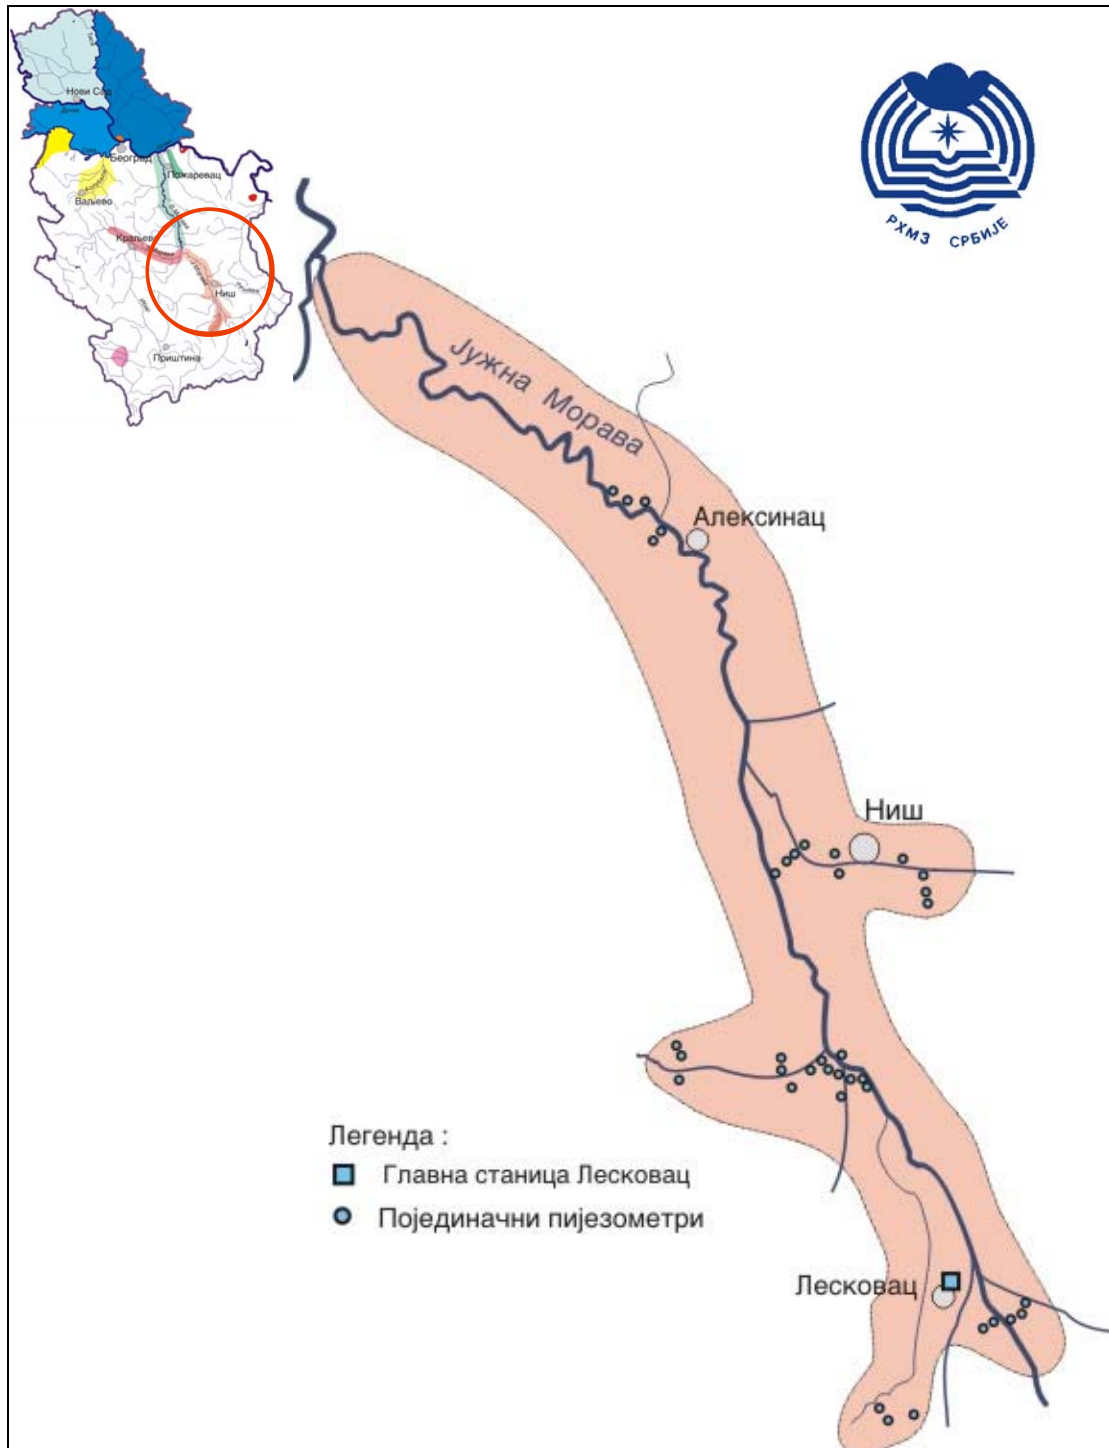 Нови Сад
Београд
Пожаревац
Ваљево
Краљево
Ниш
Приштина
РХМЗ СРБИЈЕ
Јужна Морава
Алексинац
Ниш
Легенда :
Главна станица Лесковац
Појединачни пијезометри
Лесковац